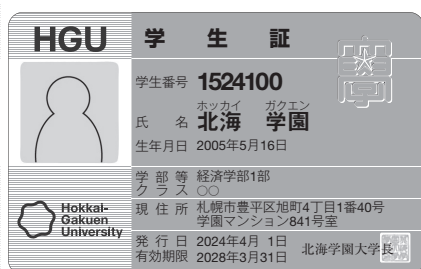 HGU 学生証
学生番号 1524100
ホッカイ ガクエン
氏名 北海 学園
生年月日 2005年5月16日
学部等 経済学部1部
クラス ○○
現住所 札幌市豊平区旭町4丁目1番40号
学園マンション841号室
発行日 2024年4月 1日
有効期限 2028年3月31日
北海学園大学長
Hokkai-
Gakuen
University